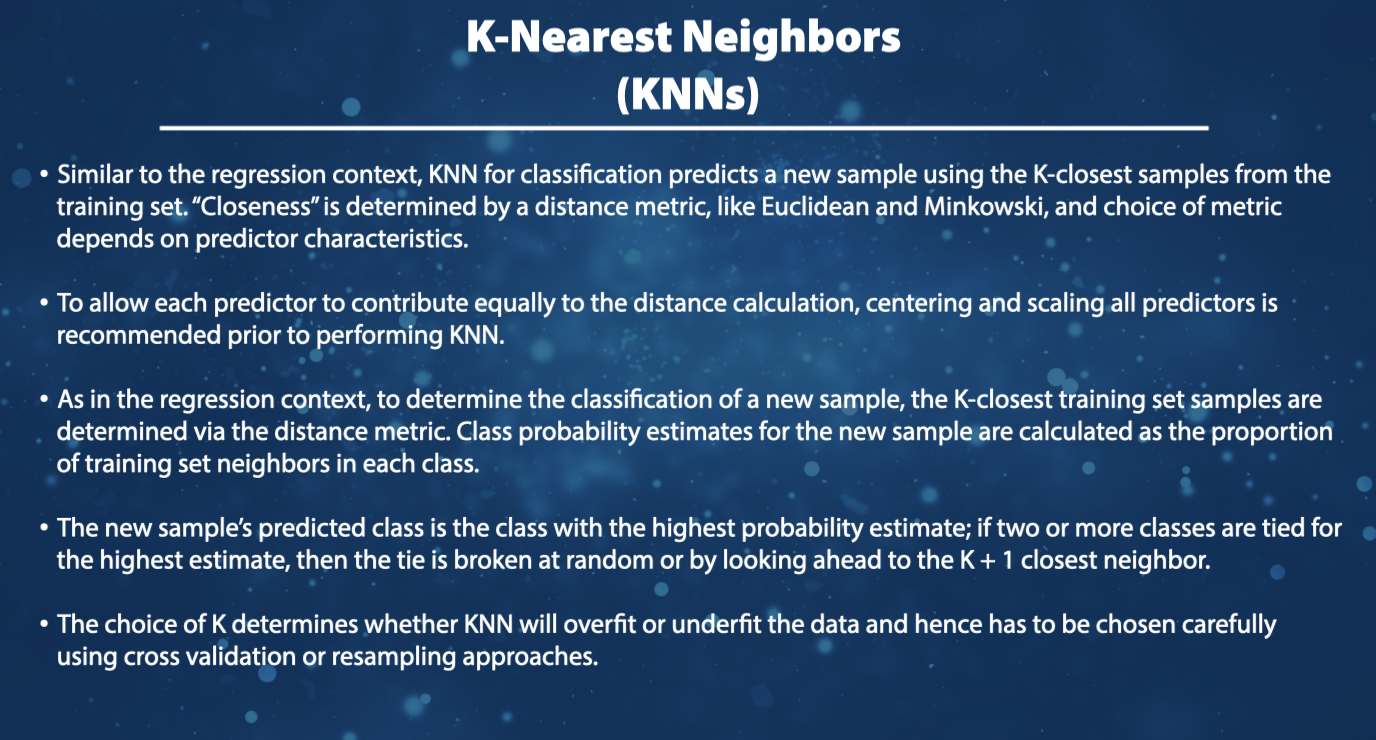 K-Nearest Neighbors
(KNNs)
• Similar to the regression context, KNN for classification predicts a new sample using the K-closest samples from the
training set. “Closeness” is determined by a distance metric, like Euclidean and Minkowski, and choice of metric
depends on predictor characteristics.
• To allow each predictor to contribute equally to the distance calculation, centering and scaling all predictors is
recommended prior to performing KNN.
• As in the regression context, to determine the classification of a new sample, the K-closest training set samples are
determined via the distance metric. Class probability estimates for the new sample are calculated as the proportion
of training set neighbors in each class.
• The new sample’s predicted class is the class with the highest probability estimate; if two or more classes are tied for
the highest estimate, then the tie is broken at random or by looking ahead to the K + 1 closest neighbor.
• The choice of K determines whether KNN will overfit or underfit the data and hence has to be chosen carefully
using cross validation or resampling approaches.